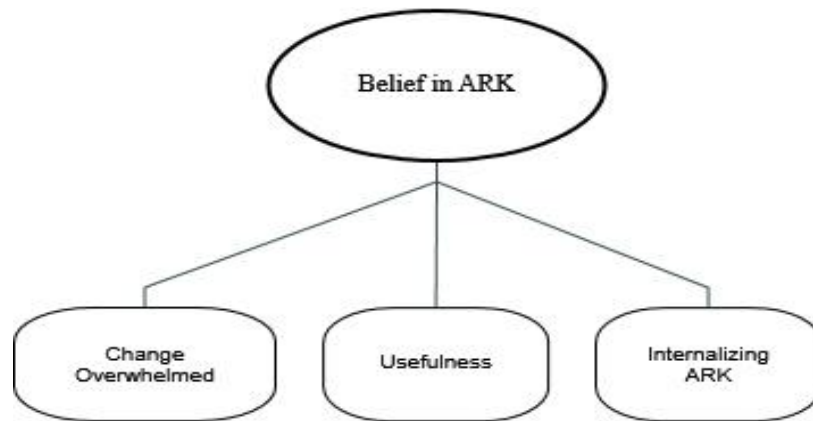 Belief in ARK
Change
Overwhelmed
Usefulness
Internalizing
ARK